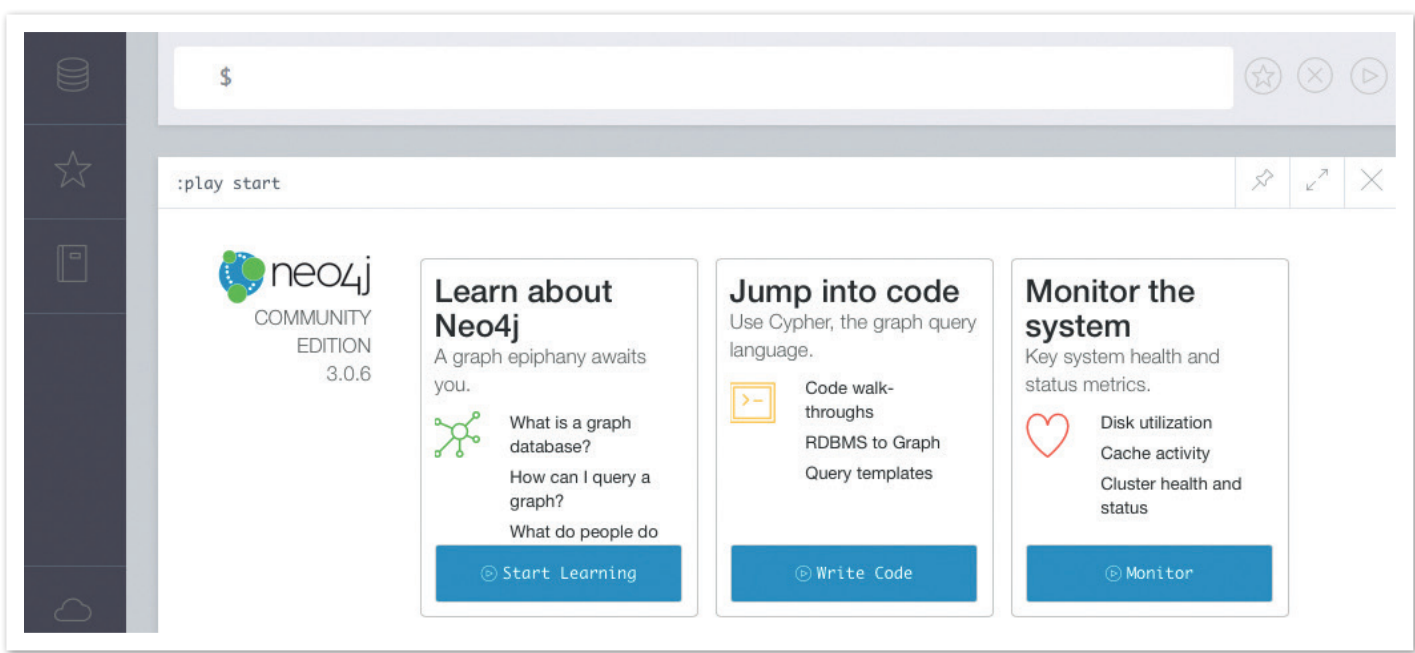 $
:play start
neo4j
COMMUNITY
EDITION
3.0.6
Learn about
Neo4j
A graph epiphany awaits
you.
What is a graph
database?
How can I query a
graph?
What do people do
Start Learning
Jump into code
Use Cypher, the graph query
language.
>-
Code walk-
throughs
RDBMS to Graph
Query templates
Write Code
Monitor the
system
Key system health and
status metrics.
Disk utilization
Cache activity
Cluster health and
status
Monitor